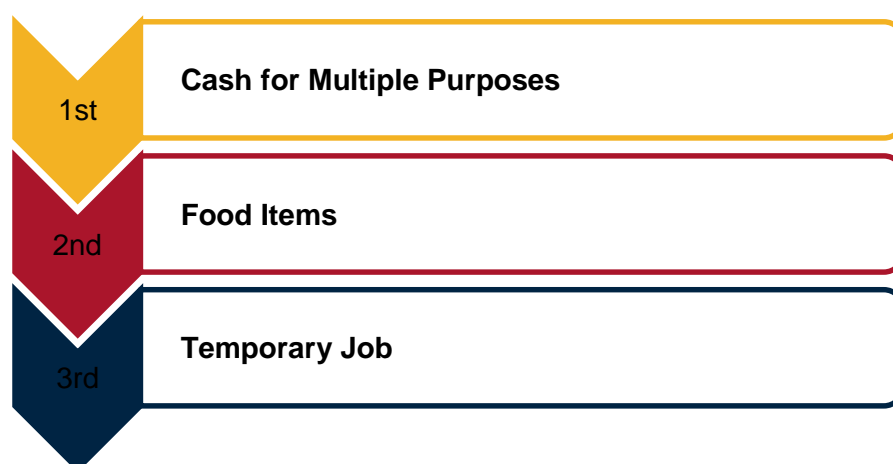 1st
Cash for Multiple Purposes
2nd
Food Items
3rd
Temporary Job